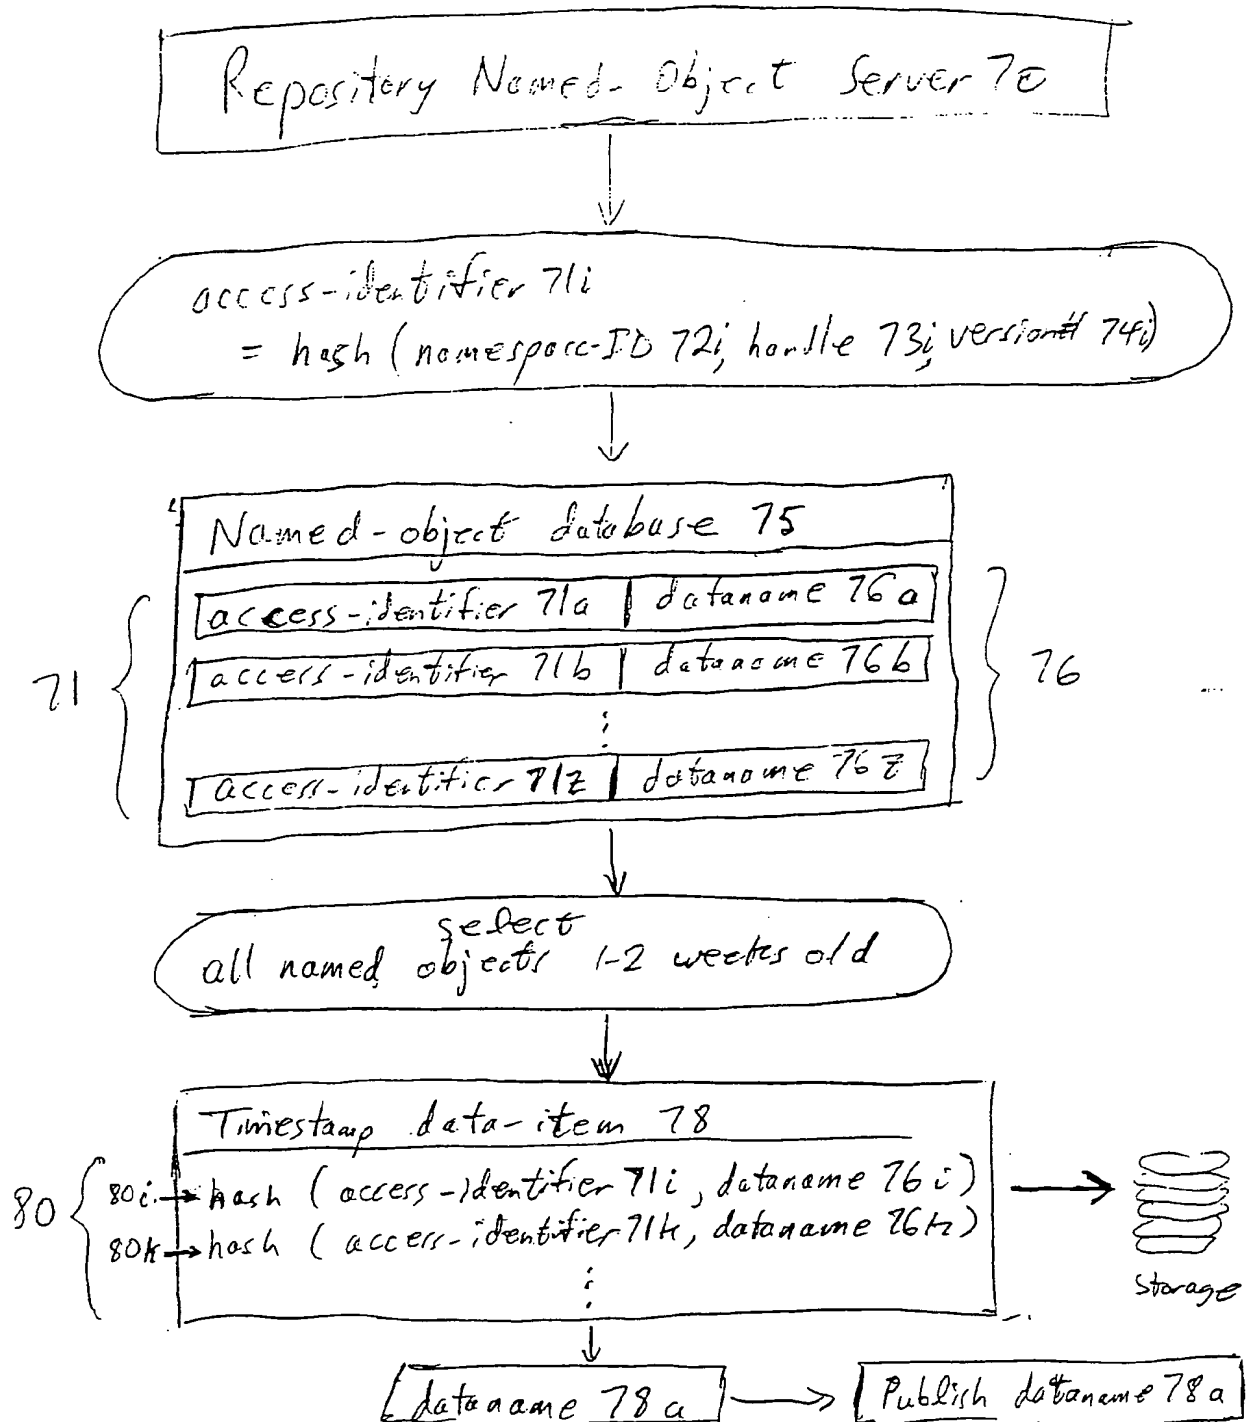 Repository Named-Object Server 70
access-identifier 71i
= hash (namespace-ID 72i, handle 73i, version# 74i)
Named-object database 75
access-identifier 71a | dataname 76a
71
access-identifier 71b | dataname 76b
76
access-identifier 71z | dataname 76z
select
all named objects 1-2 weeks old
Timestamp data-item 78
80
80i → hash (access-identifier 71i, dataname 76i)
80k → hash (access-identifier 71k, dataname 76k)
storage
dataname 78a
Publish dataname 78a